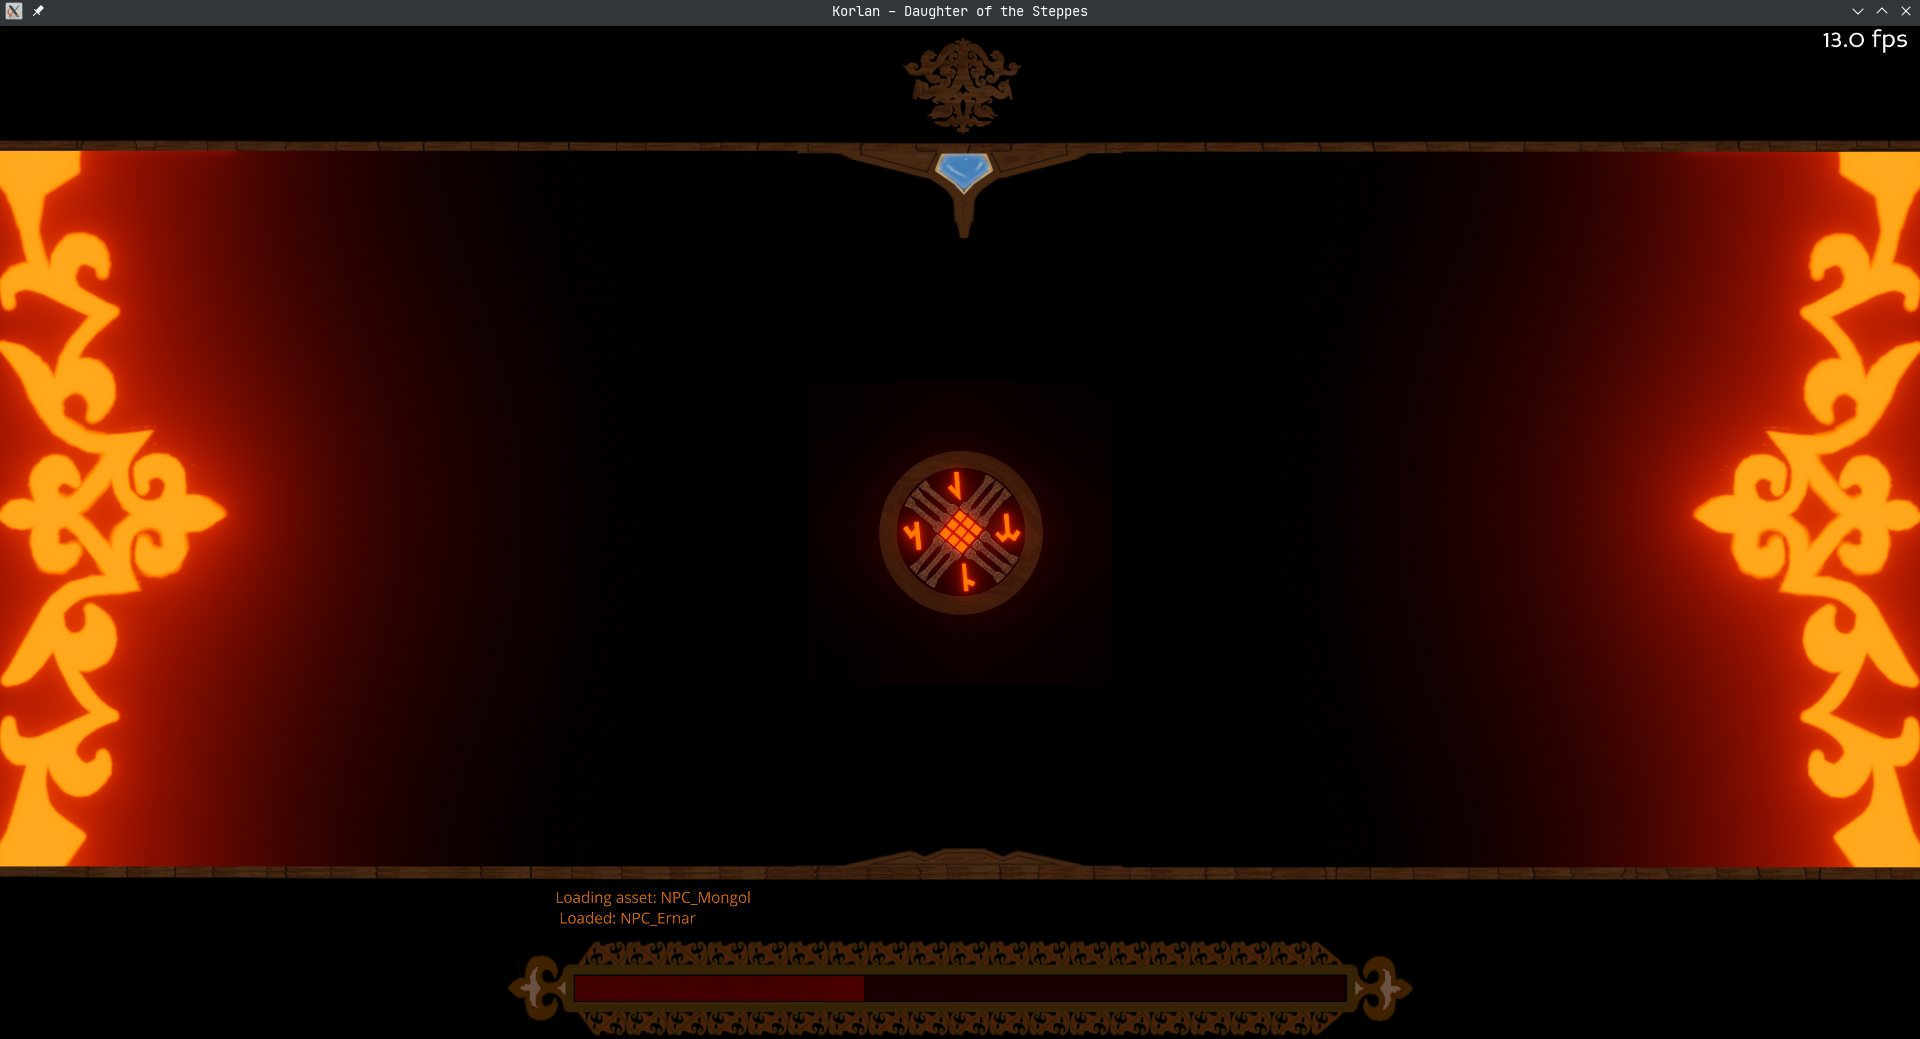 Korlan – Daughter of the Steppes
13.0 fps
Loading asset: NPC_Mongol
Loaded: NPC_Ernar